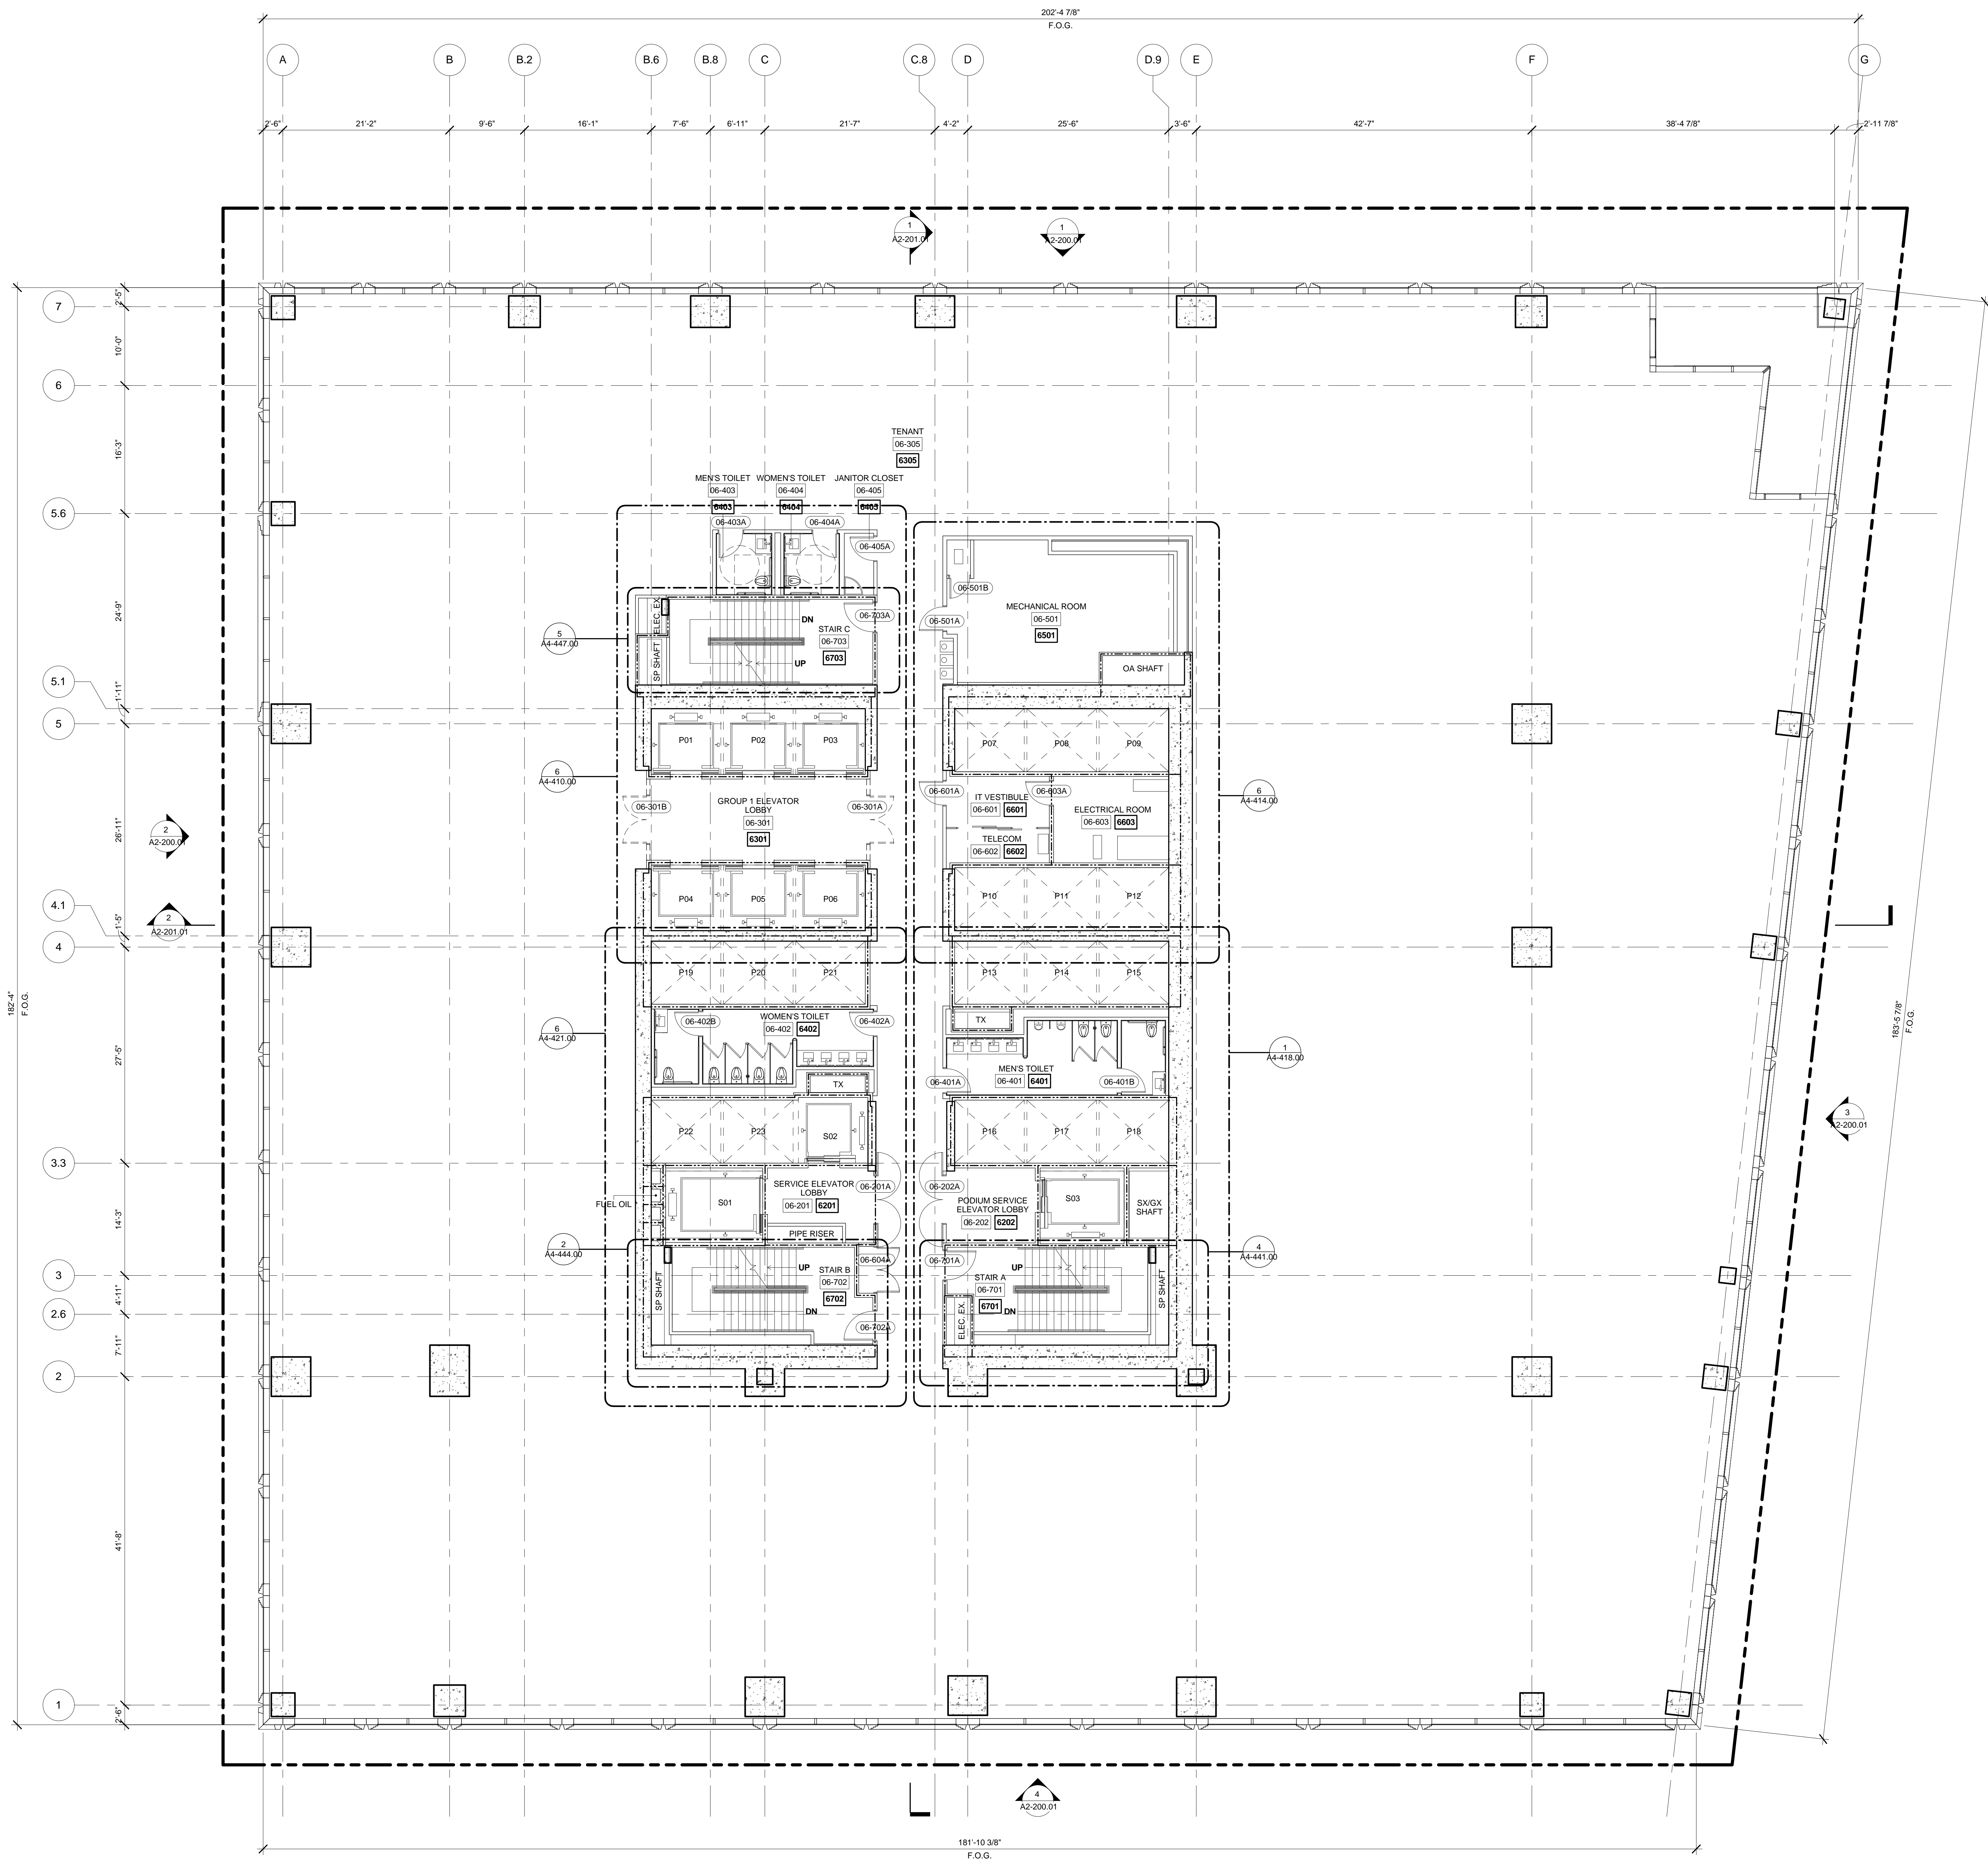 202'-4 7/8"
F.O.G.
A
B
B.2
B.6
B.8
C
C.8
D
D.9
E
F
G
2'-6"
21'-2"
9'-6"
16'-1"
7'-6"
6'-11"
21'-7"
4'-2"
25'-6"
3'-6"
42'-7"
38'-4 7/8"
2'-11 7/8"
1
A2-201.01
1
A2-200.01
7
6
5.6
5.1
5
4.1
4
3.3
3
2.6
2
1
2'-5"
10'-0"
16'-3"
24'-9"
1'-11"
26'-11"
1'-5"
27'-5"
14'-3"
4'-11"
7'-11"
41'-8"
2'-6"
182'-4"
F.O.G.
183'-5 7/8"
F.O.G.
TENANT
06-305
6305
MEN'S TOILET
06-403
6403
WOMEN'S TOILET
06-404
6404
JANITOR CLOSET
06-405
6403
06-403A
06-404A
06-405A
ELEC. EX.
SP SHAFT
DN
UP
STAIR C
06-703
6703
06-703A
5
A4-447.00
06-501B
06-501A
MECHANICAL ROOM
06-501
6501
OA SHAFT
P01
P02
P03
P07
P08
P09
6
A4-410.00
06-301B
GROUP 1 ELEVATOR
LOBBY
06-301
6301
06-301A
06-601A
IT VESTIBULE
06-601
6601
06-603A
ELECTRICAL ROOM
06-603
6603
TELECOM
06-602
6602
6
A4-414.00
2
A2-200.01
2
A2-201.01
P04
P05
P06
P10
P11
P12
P19
P20
P21
P13
P14
P15
6
A4-421.00
06-402B
WOMEN'S TOILET
06-402
6402
06-402A
TX
TX
MEN'S TOILET
06-401
6401
06-401A
06-401B
1
A4-418.00
3
A2-200.01
P22
P23
S02
P16
P17
P18
FUEL OIL
S01
SERVICE ELEVATOR
LOBBY
06-201
6201
06-201A
PIPE RISER
06-202A
PODIUM SERVICE
ELEVATOR LOBBY
06-202
6202
S03
SX/GX
SHAFT
2
A4-444.00
SP SHAFT
UP
DN
STAIR B
06-702
6702
06-604A
06-702A
06-701A
STAIR A
06-701
6701
UP
DN
ELEC. EX.
SP SHAFT
4
A4-441.00
4
A2-200.01
181'-10 3/8"
F.O.G.